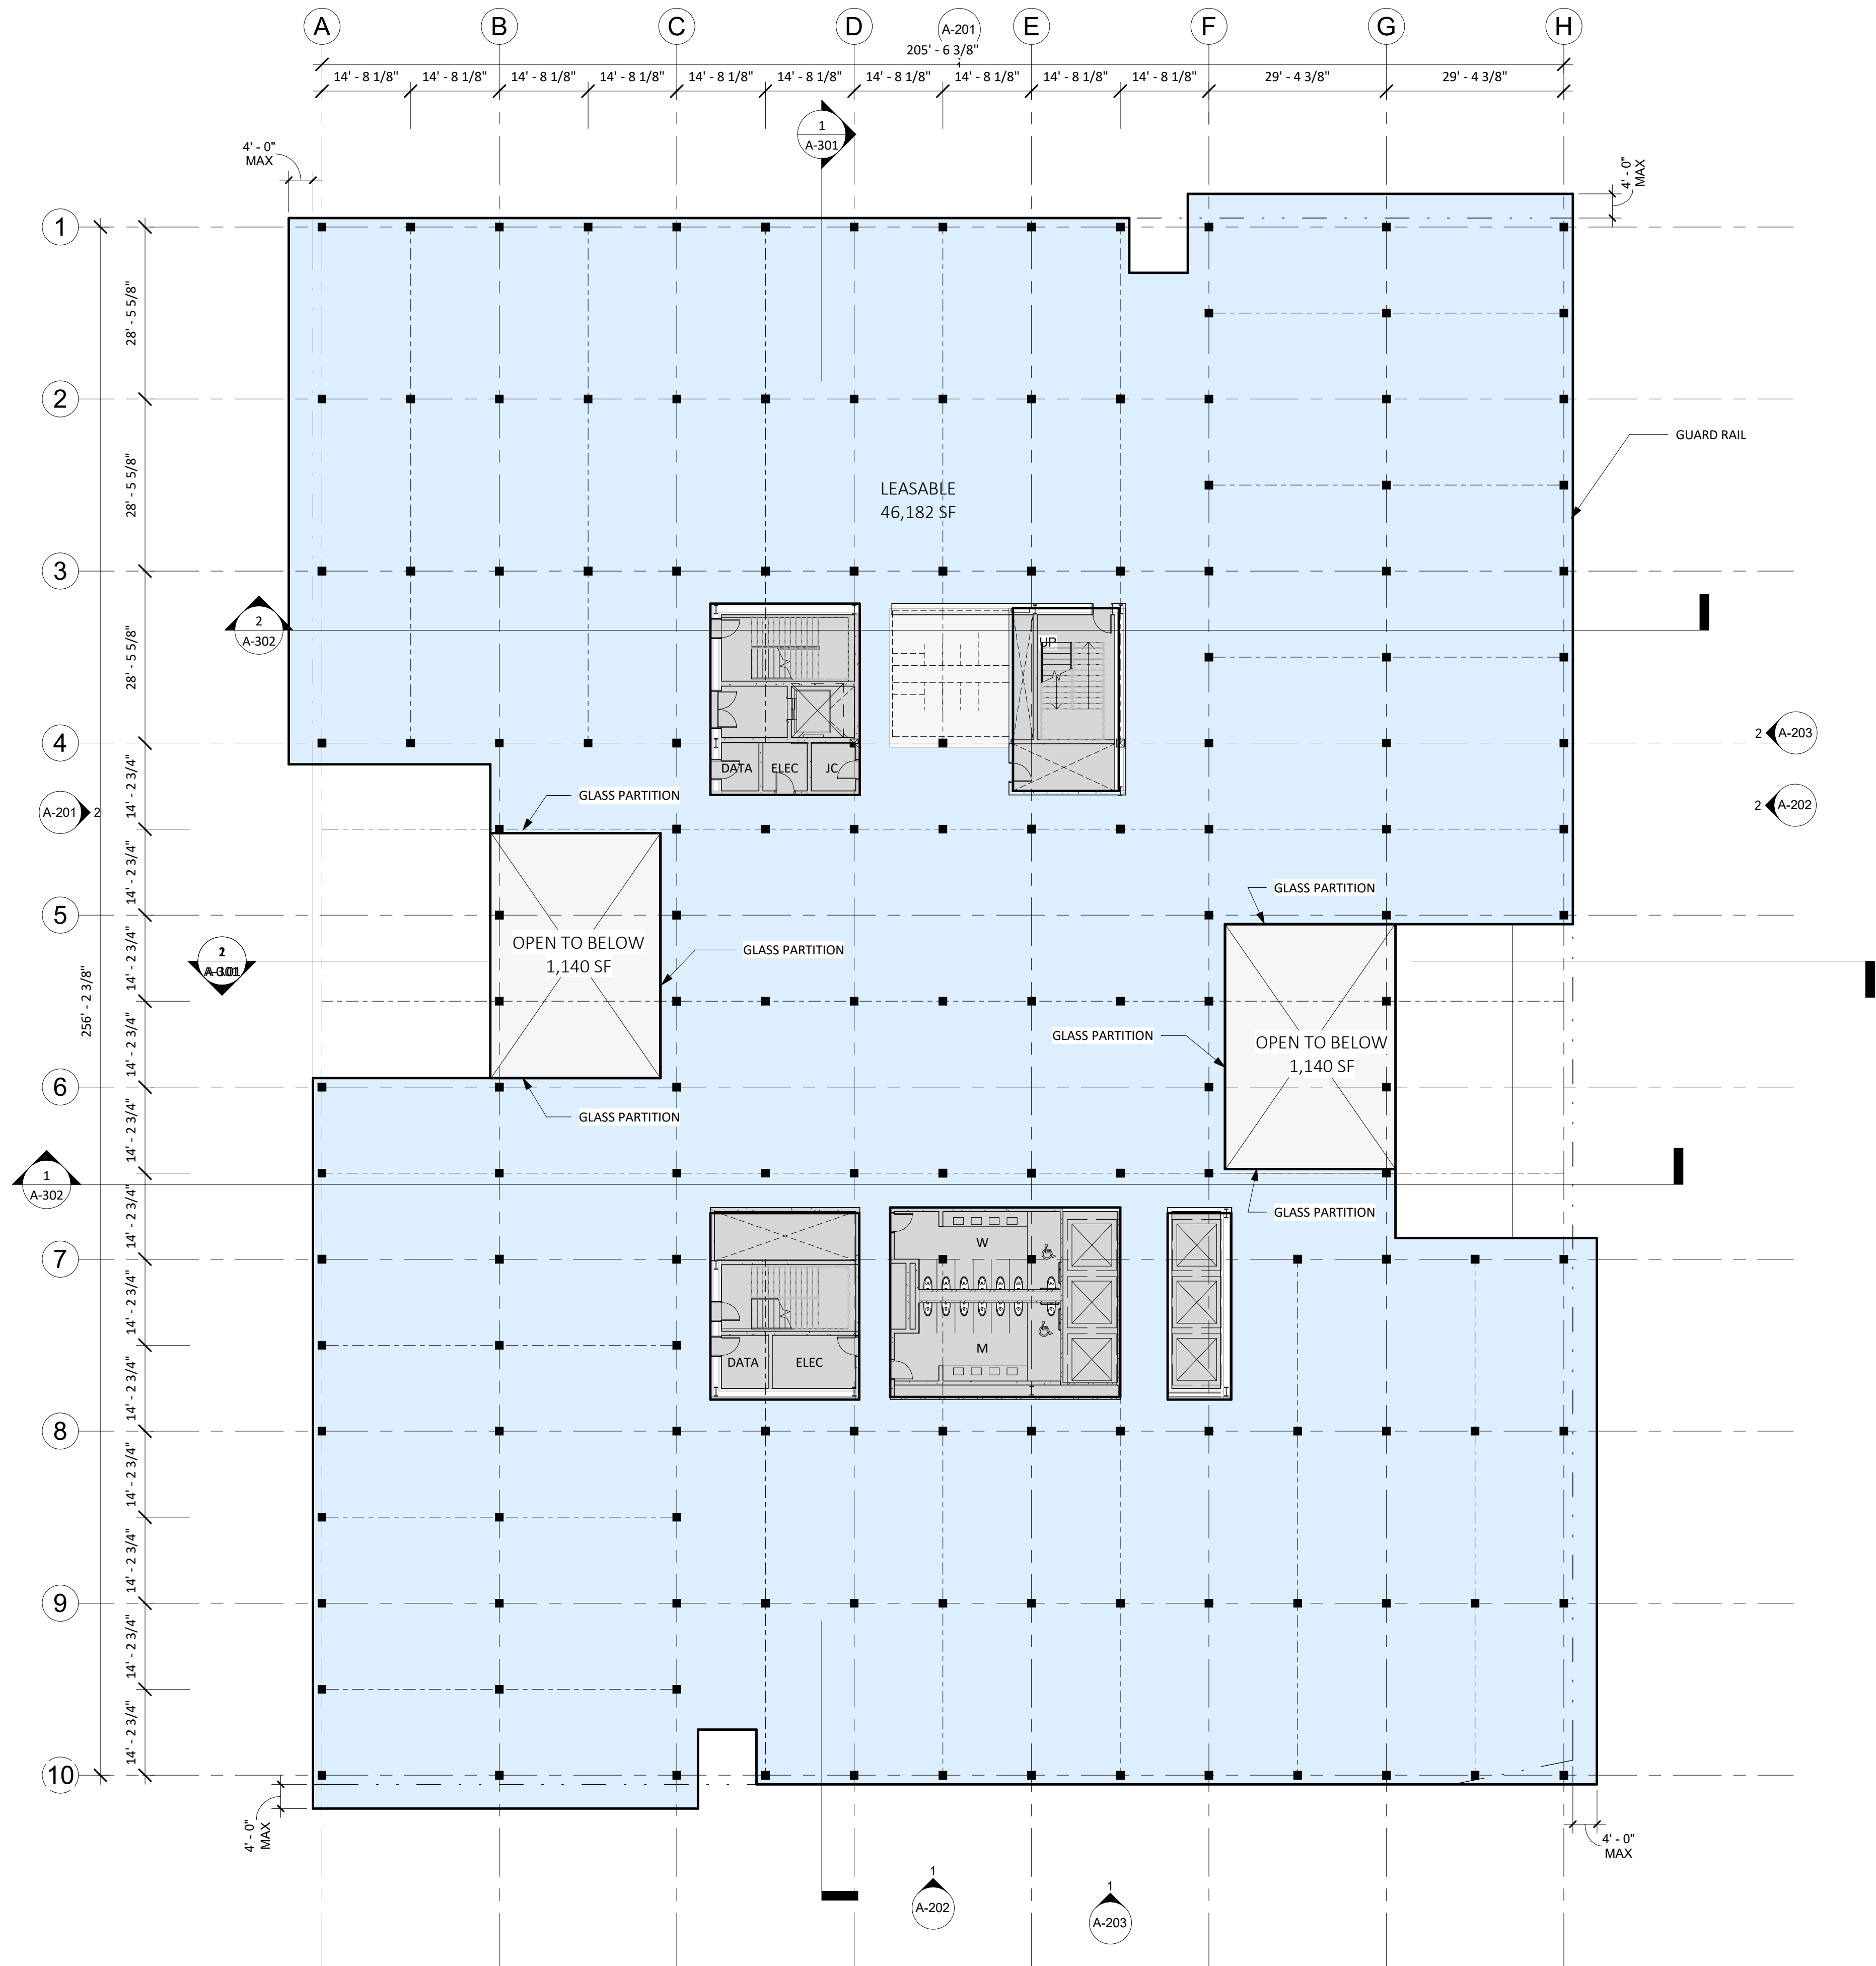 A B C D E F G H
A-201
205' - 6 3/8"
1
14' - 8 1/8" 14' - 8 1/8" 14' - 8 1/8" 14' - 8 1/8" 14' - 8 1/8" 14' - 8 1/8" 14' - 8 1/8" 14' - 8 1/8" 14' - 8 1/8" 14' - 8 1/8" 29' - 4 3/8" 29' - 4 3/8"
1
A-301
4' - 0"
MAX
4' - 0"
MAX
1
28' - 5 5/8"
2
GUARD RAIL
28' - 5 5/8"
LEASABLE
46,182 SF
3
2
A-302
UP
28' - 5 5/8"
4
2 A-203
DATA ELEC JC
14' - 2 3/4"
GLASS PARTITION
A-201 2
2 A-202
14' - 2 3/4"
GLASS PARTITION
5
OPEN TO BELOW
1,140 SF
GLASS PARTITION
2
A-301
14' - 2 3/4"
256' - 2 3/8"
GLASS PARTITION
OPEN TO BELOW
1,140 SF
14' - 2 3/4"
6
GLASS PARTITION
14' - 2 3/4"
1
A-302
GLASS PARTITION
14' - 2 3/4"
W
7
14' - 2 3/4"
M
DATA ELEC
14' - 2 3/4"
8
14' - 2 3/4"
14' - 2 3/4"
9
14' - 2 3/4"
14' - 2 3/4"
10
4' - 0"
MAX
4' - 0"
MAX
1
A-202
1
A-203